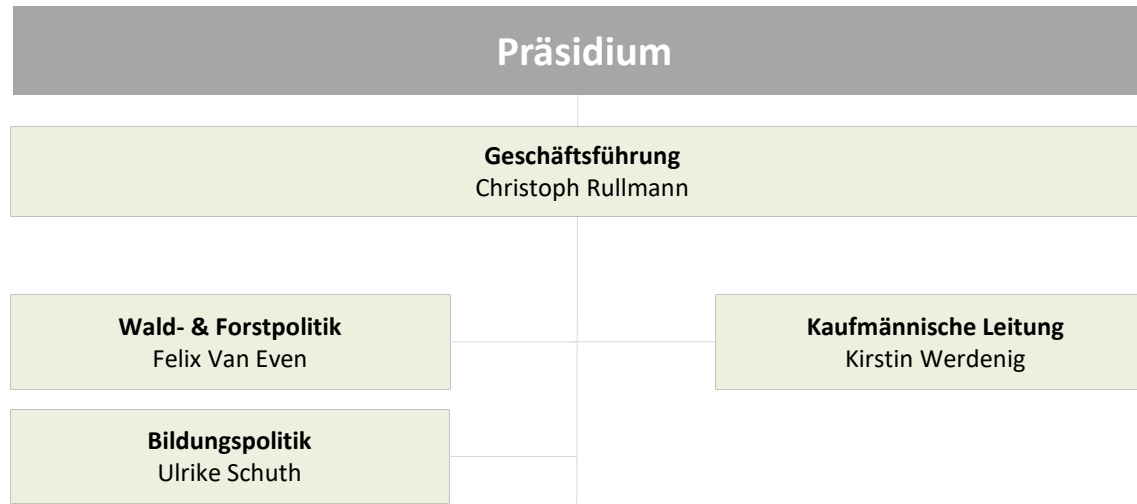 Präsidium
Geschäftsführung
Christoph Rullmann
Wald- & Forstpolitik
Felix Van Even
Kaufmännische Leitung
Kirstin Werdenig
Bildungspolitik
Ulrike Schuth